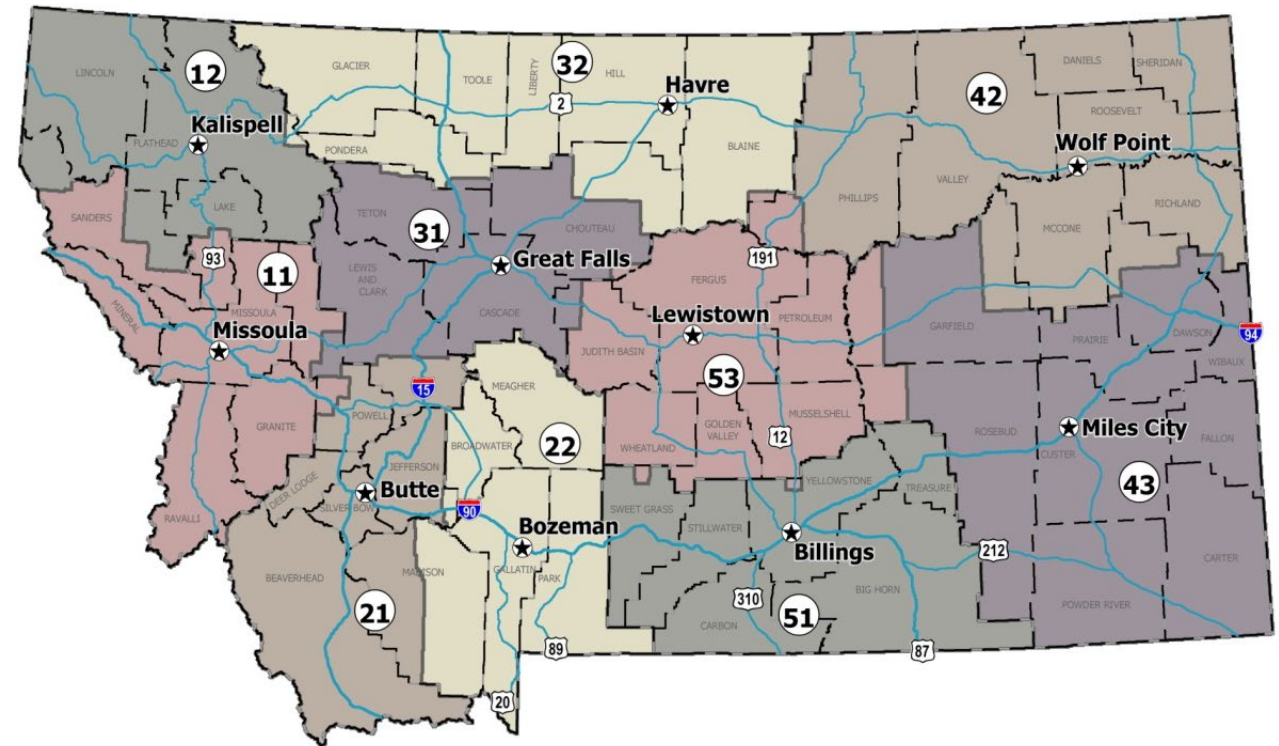 LINCOLN
12
GLACIER
TOOLE
LIBERTY
32
HILL
Havre
2
42
DANIELS
SHERIDAN
ROOSEVELT
Kalispell
FLATHEAD
PONDERA
BLAINE
Wolf Point
VALLEY
PHILLIPS
RICHLAND
MCCONE
LAKE
SANDERS
TETON
31
CHOUTEAU
93
11
LEWIS
AND
CLARK
Great Falls
191
FERGUS
MISSOULA
MINERAL
CASCADE
Lewistown
PETROLEUM
GARFIELD
PRAIRIE
DAWSON
94
WIBAUX
Missoula
JUDITH BASIN
53
15
MEAGHER
POWELL
GRANITE
BROADWATER
22
WHEATLAND
GOLDEN
VALLEY
12
MUSSELSHELL
ROSEBUD
Miles City
CUSTER
FALLON
JEFFERSON
DEER LODGE
Butte
SILVER BOW
90
43
YELLOWSTONE
TREASURE
SWEET GRASS
STILLWATER
RAVALLI
Bozeman
Billings
GALLATIN
PARK
BEAVERHEAD
MADISON
212
CARTER
BIG HORN
310
21
51
CARBON
POWDER RIVER
89
87
20